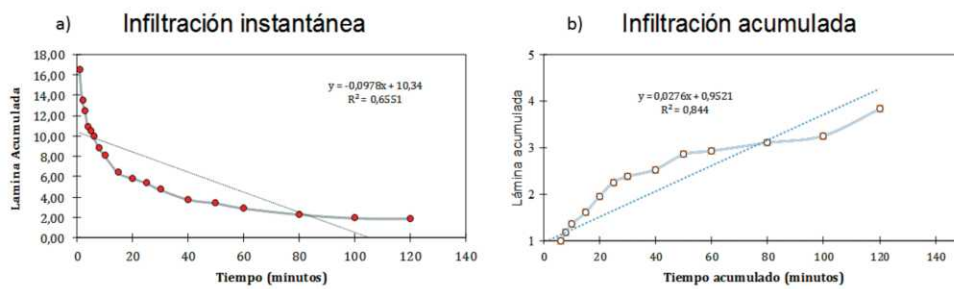 a) Infiltración instantánea
18,00
16,00
14,00
12,00
10,00
8,00
6,00
4,00
2,00
0,00
Lamina Acumulada
y = -0,0978x + 10,34
R² = 0,6551
0 20 40 60 80 100 120 140
Tiempo (minutos)
b) Infiltración acumulada
5
4
3
2
1
Lámina acumulada
y = 0,0276x + 0,9521
R² = 0,844
0 20 40 60 80 100 120 140
Tiempo acumulado (minutos)